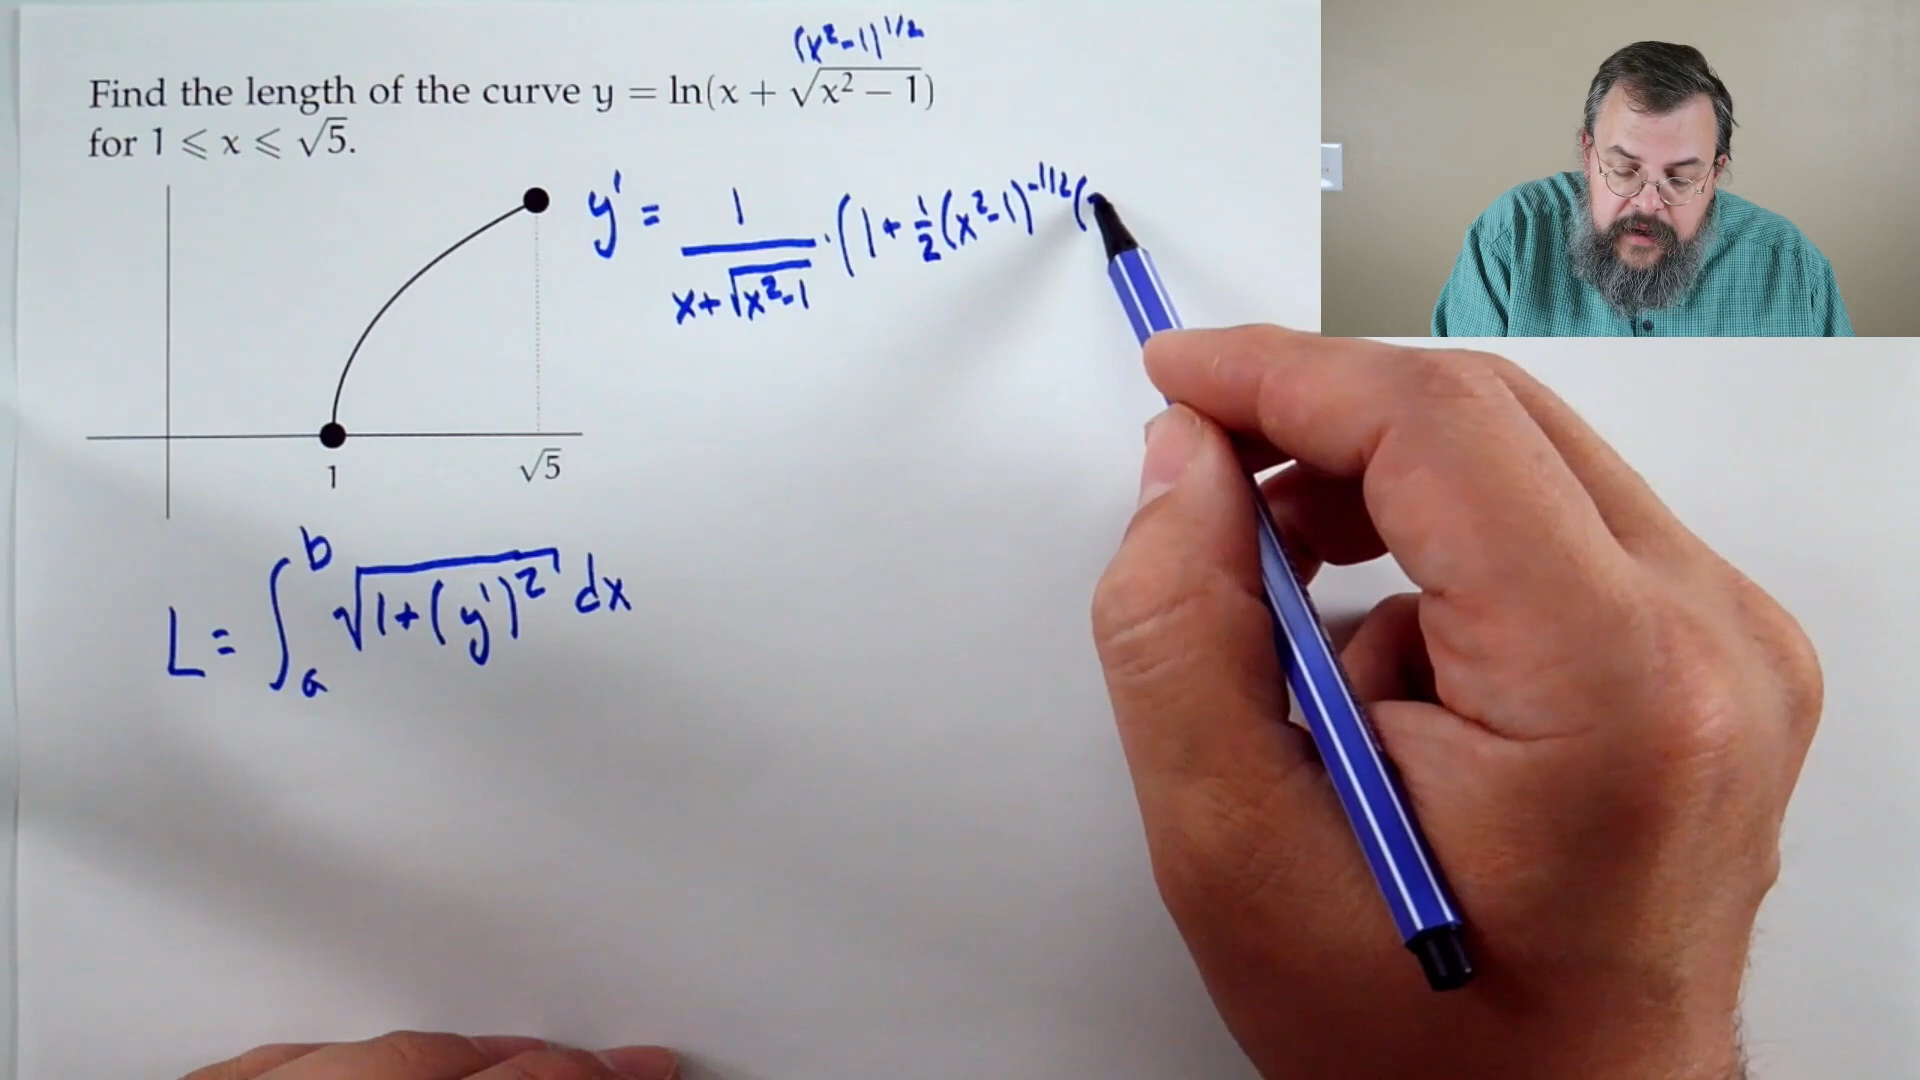 (x²-1)^1/2
Find the length of the curve y = ln(x + √(x² − 1))
for 1 ⩽ x ⩽ √5.
y' = 1/(x+√(x²-1)) · (1 + 1/2(x²-1)^-1/2(
1 √5
L = ∫_a^b √(1+(y')²) dx